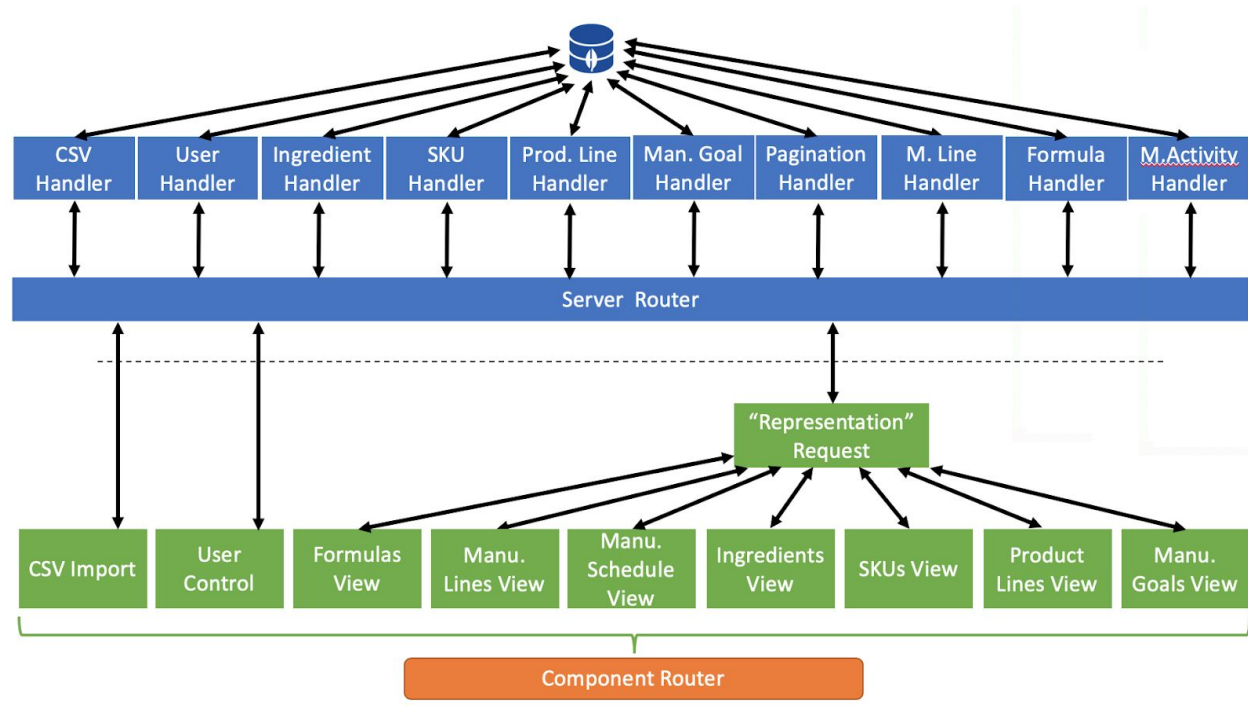 CSV
Handler
User
Handler
Ingredient
Handler
SKU
Handler
Prod. Line
Handler
Man. Goal
Handler
Pagination
Handler
M. Line
Handler
Formula
Handler
M.Activity
Handler
Server Router
“Representation”
Request
CSV Import
User
Control
Formulas
View
Manu.
Lines View
Manu.
Schedule
View
Ingredients
View
SKUs View
Product
Lines View
Manu.
Goals View
Component Router